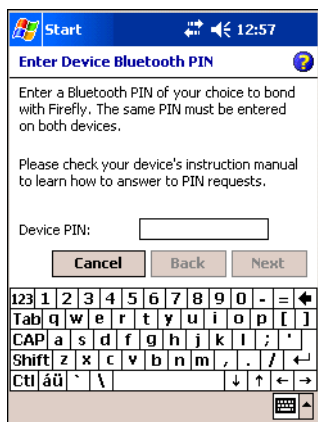 Start 12:57
Enter Device Bluetooth PIN ?
Enter a Bluetooth PIN of your choice to bond
with Firefly. The same PIN must be entered
on both devices.
Please check your device's instruction manual
to learn how to answer to PIN requests.
Device PIN:
Cancel Back Next
123 1 2 3 4 5 6 7 8 9 0 - =
Tab q w e r t y u i o p [ ]
CAP a s d f g h j k l ; '
Shift z x c v b n m , . /
Ctl áü ` \ ↓ ↑ ← →